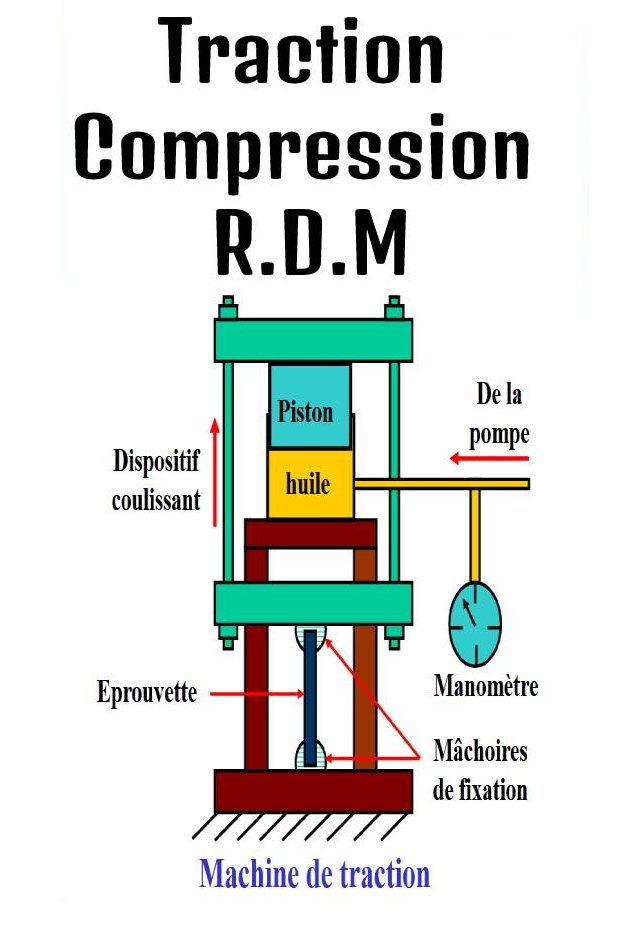 Traction
Compression
R.D.M
Piston
De la
pompe
Dispositif
coulissant
huile
Eprouvette
Manomètre
Mâchoires
de fixation
Machine de traction